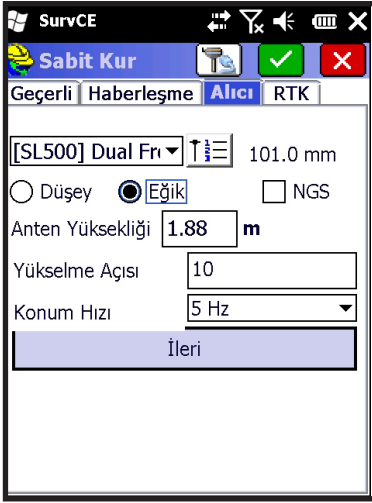 SurvCE
Sabit Kur
Geçerli Haberleşme Alıcı RTK
[SL500] Dual Fr 101.0 mm
Düşey Eğik NGS
Anten Yüksekliği 1.88 m
Yükselme Açısı 10
Konum Hızı 5 Hz
İleri